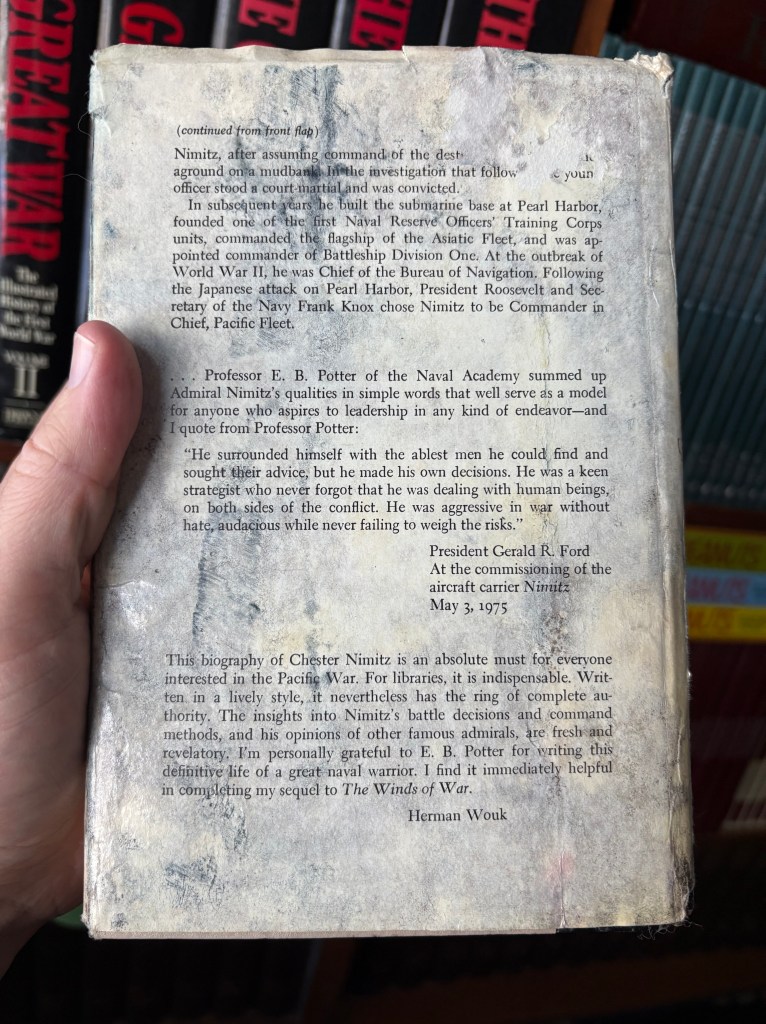 GREAT WAR
The
Illustrated
History of
the First
World War
VOLUME
II
THE
THE
(continued from front flap)
Nimitz, after assuming command of the dest
aground on a mudbank. In the investigation that follow youn
officer stood a court-martial and was convicted.
In subsequent years he built the submarine base at Pearl Harbor,
founded one of the first Naval Reserve Officers' Training Corps
units, commanded the flagship of the Asiatic Fleet, and was ap-
pointed commander of Battleship Division One. At the outbreak of
World War II, he was Chief of the Bureau of Navigation. Following
the Japanese attack on Pearl Harbor, President Roosevelt and Sec-
retary of the Navy Frank Knox chose Nimitz to be Commander in
Chief, Pacific Fleet.
. . . Professor E. B. Potter of the Naval Academy summed up
Admiral Nimitz's qualities in simple words that well serve as a model
for anyone who aspires to leadership in any kind of endeavor—and
I quote from Professor Potter:
"He surrounded himself with the ablest men he could find and
sought their advice, but he made his own decisions. He was a keen
strategist who never forgot that he was dealing with human beings,
on both sides of the conflict. He was aggressive in war without
hate, audacious while never failing to weigh the risks."
President Gerald R. Ford
At the commissioning of the
aircraft carrier Nimitz
May 3, 1975
This biography of Chester Nimitz is an absolute must for everyone
interested in the Pacific War. For libraries, it is indispensable. Writ-
ten in a lively style, it nevertheless has the ring of complete au-
thority. The insights into Nimitz's battle decisions and command
methods, and his opinions of other famous admirals, are fresh and
revelatory. I'm personally grateful to E. B. Potter for writing this
definitive life of a great naval warrior. I find it immediately helpful
in completing my sequel to The Winds of War.
Herman Wouk